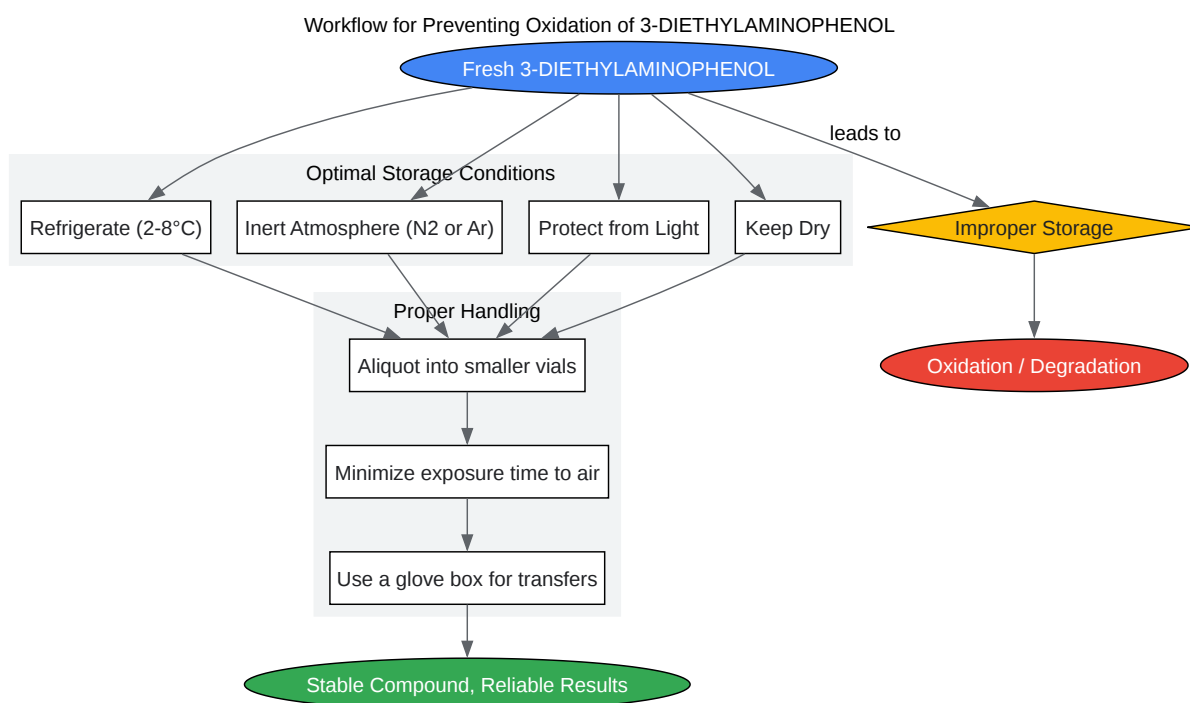 Workflow for Preventing Oxidation of 3-DIETHYLAMINOPHENOL
Fresh 3-DIETHYLAMINOPHENOL
leads to
Optimal Storage Conditions
Refrigerate (2-8°C)
Inert Atmosphere (N2 or Ar)
Protect from Light
Keep Dry
Improper Storage
Proper Handling
Aliquot into smaller vials
Oxidation / Degradation
Minimize exposure time to air
Use a glove box for transfers
Stable Compound, Reliable Results